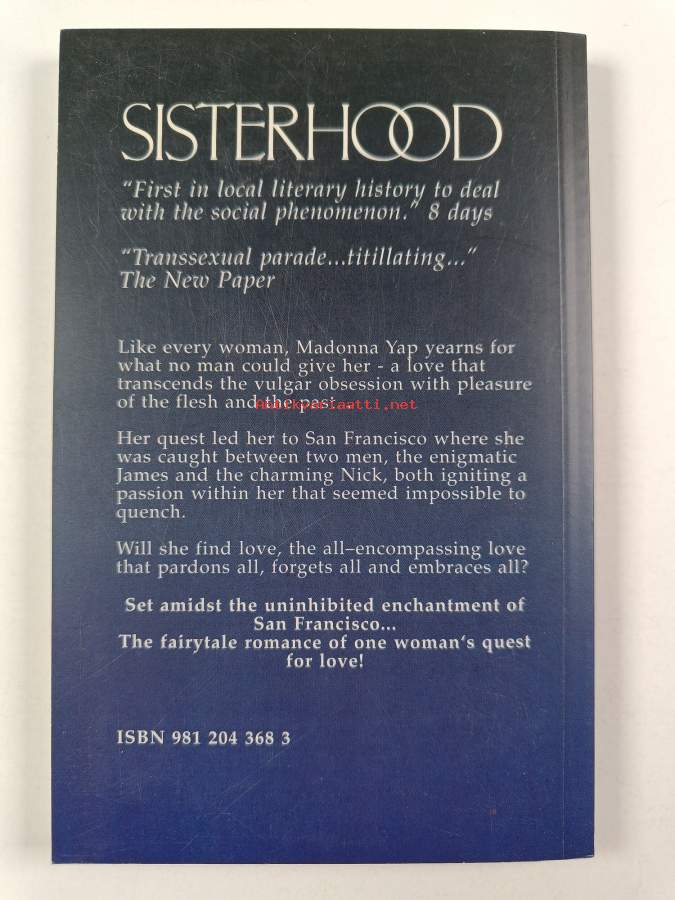 SISTERHOOD
"First in local literary history to deal
with the social phenomenon." 8 days
"Transsexual parade...titillating..."
The New Paper
Like every woman, Madonna Yap yearns for
what no man could give her - a love that
transcends the vulgar obsession with pleasure
of the flesh and the past .
Antikvariaatti.net
Her quest led her to San Francisco where she
was caught between two men, the enigmatic
James and the charming Nick, both igniting a
passion within her that seemed impossible to
quench.
Will she find love, the all–encompassing love
that pardons all, forgets all and embraces all?
Set amidst the uninhibited enchantment of
San Francisco...
The fairytale romance of one woman's quest
for love!
ISBN 981 204 368 3